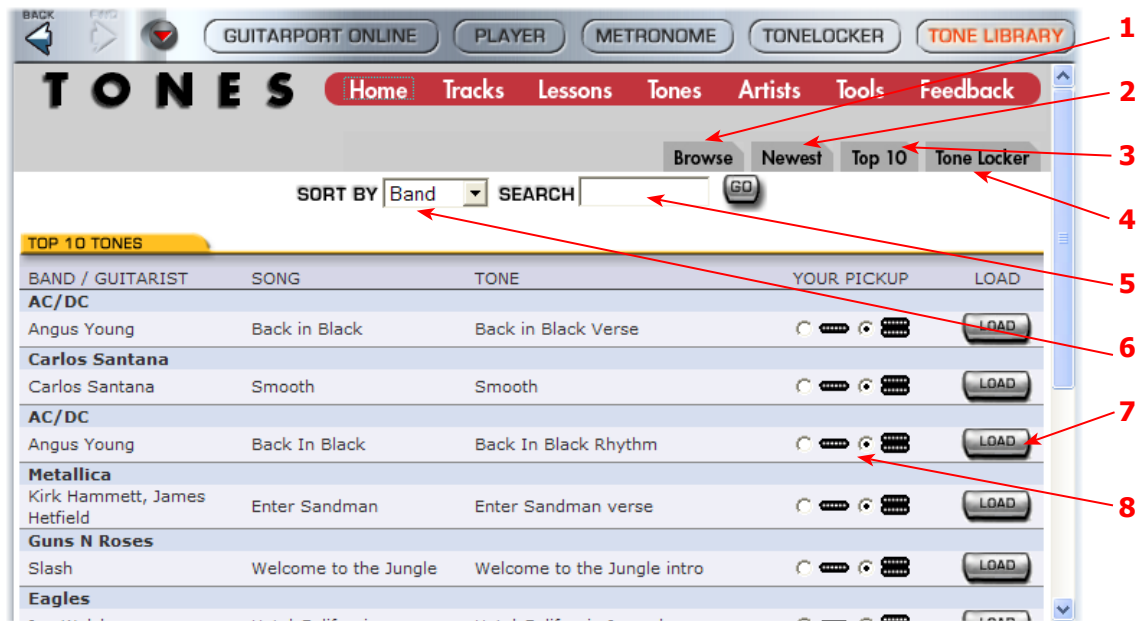 BACK FIND
GUITARPORT ONLINE PLAYER METRONOME TONELOCKER TONE LIBRARY
1
TONES Home Tracks Lessons Tones Artists Tools Feedback
2
Browse Newest Top 10 Tone Locker
3
SORT BY Band SEARCH GO
4
TOP 10 TONES
BAND / GUITARIST SONG TONE YOUR PICKUP LOAD
5
AC/DC
Angus Young Back in Black Back in Black Verse LOAD
6
Carlos Santana
Carlos Santana Smooth Smooth LOAD
AC/DC
7
Angus Young Back In Black Back In Black Rhythm LOAD
Metallica
Kirk Hammett, James
Hetfield Enter Sandman Enter Sandman verse LOAD
8
Guns N Roses
Slash Welcome to the Jungle Welcome to the Jungle intro LOAD
Eagles